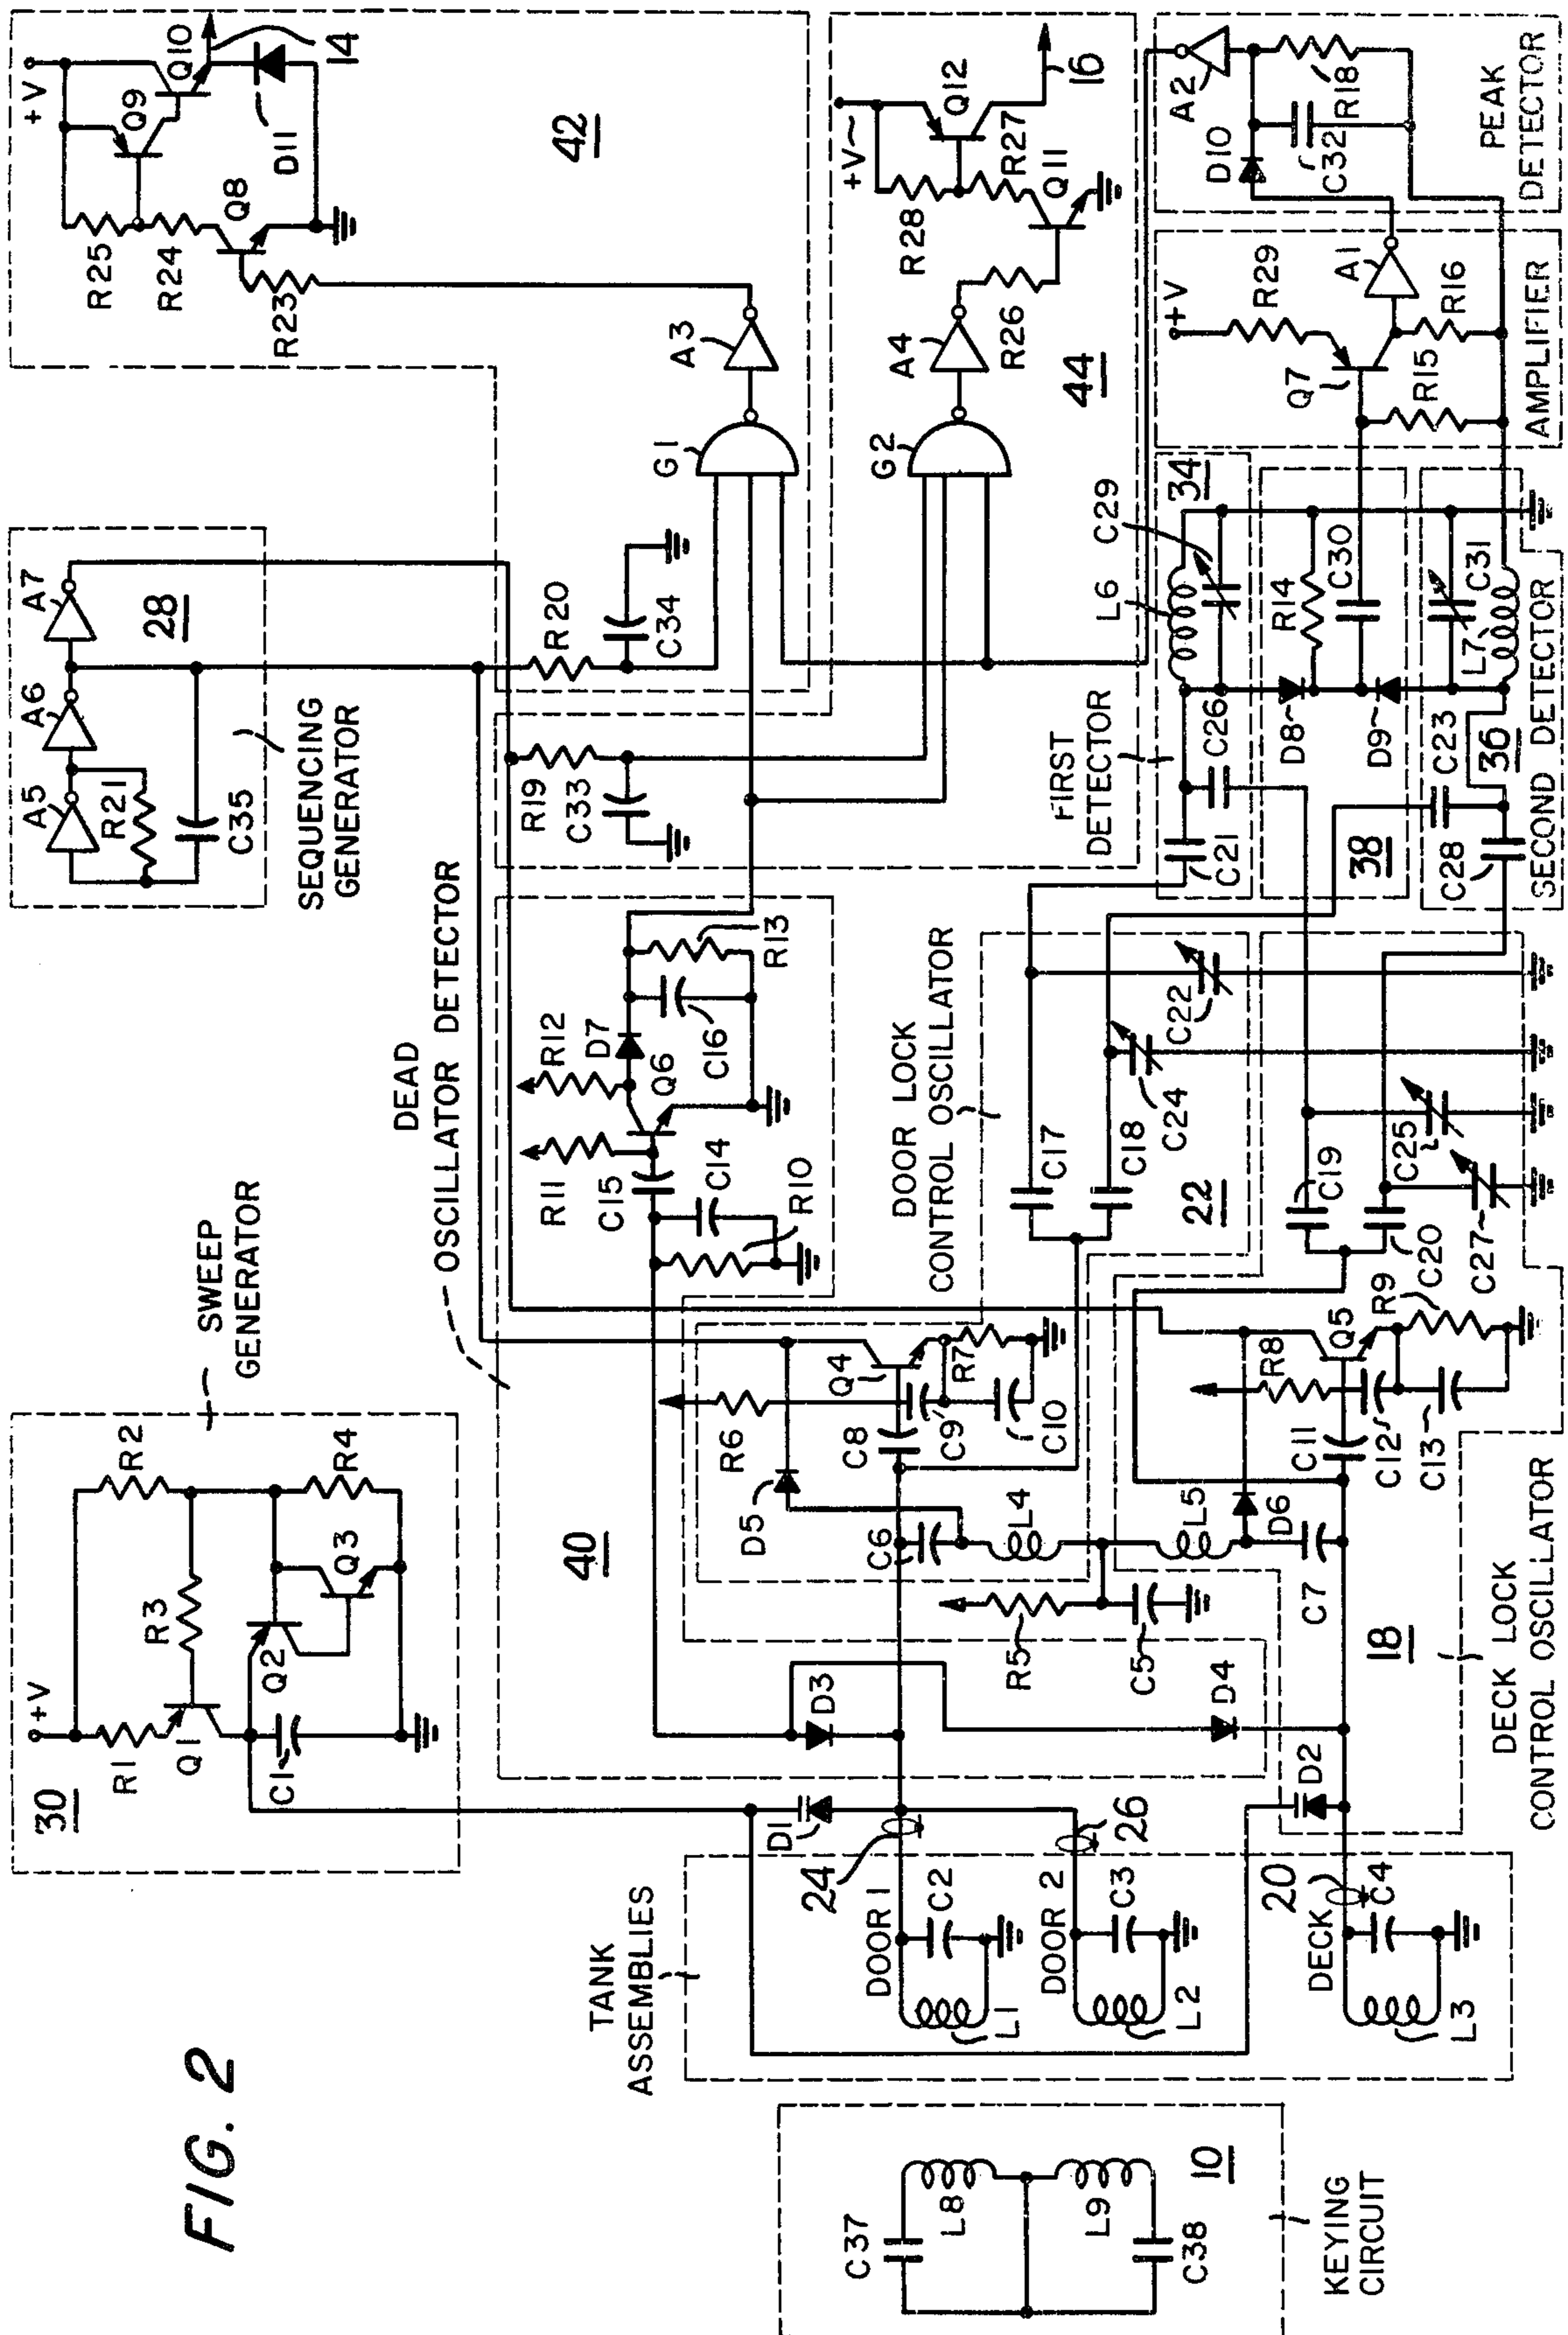 FIG. 2
+V
Q10
14
Q9
D11
42
R25
R24
Q8
R23
+V
Q12
16
R28
R27
Q11
A3
A4
R26
44
G1
G2
A2
R18
D10
C32
PEAK
DETECTOR
+V
R29
A1
Q7
R15
R16
AMPLIFIER
A7
28
A6
A5
R21
C35
SEQUENCING
GENERATOR
R20
C34
R19
C33
FIRST
DETECTOR
34
L6
C29
C26
C21
R14
C30
D8
D9
38
C31
L7
C23
36
C28
SECOND DETECTOR
DEAD
OSCILLATOR DETECTOR
R13
R12
D7
C16
Q6
R11
C15
C14
R10
DOOR LOCK
CONTROL OSCILLATOR
C22
C24
C17
C18
22
C25
C19
C20
C27
SWEEP
GENERATOR
R2
R4
R3
Q3
Q2
+V
R1
Q1
C1
30
40
Q4
R7
R6
C8
C9
C10
D5
C6
L4
L5
D6
C7
R5
C5
R8
Q5
R9
C11
C12
C13
18
DECK LOCK
CONTROL OSCILLATOR
D3
D4
D1
D2
24
26
20
TANK
ASSEMBLIES
DOOR 1
C2
L1
DOOR 2
C3
L2
DECK
C4
L3
C37
L8
L9
C38
10
KEYING
CIRCUIT